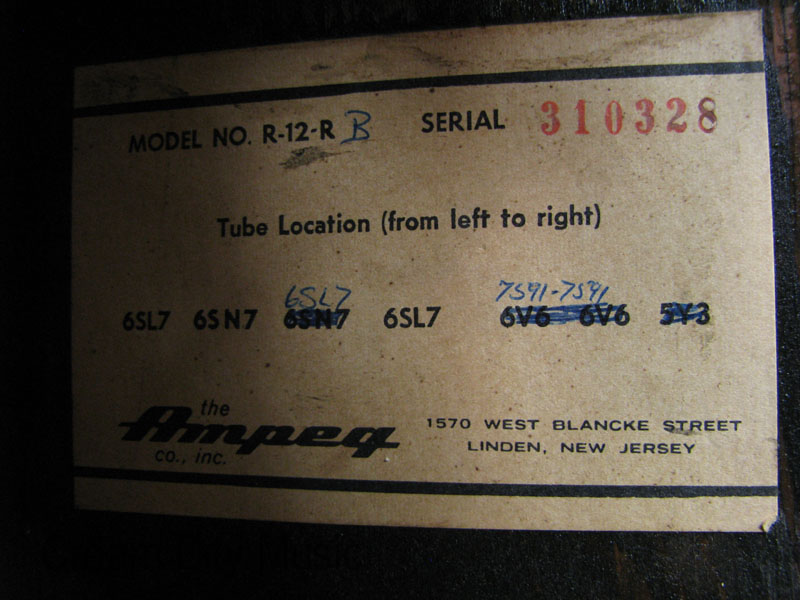 MODEL NO. R-12-R B SERIAL 310328
Tube Location (from left to right)
6SL7 7591-7591
6SL7 6SN7 6SN7 6SL7 6V6 6V6 5Y3
the
Ampeg
co., inc.
1570 WEST BLANCKE STREET
LINDEN, NEW JERSEY